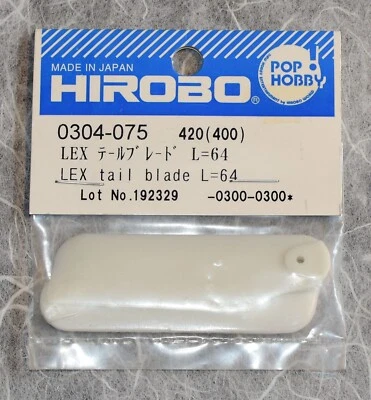 MADE IN JAPAN
HIROBO®
POP
HOBBY
0304-075 420(400)
LEX テールブレード L=64
LEX tail blade L=64
Lot No.192329 -0300-0300*